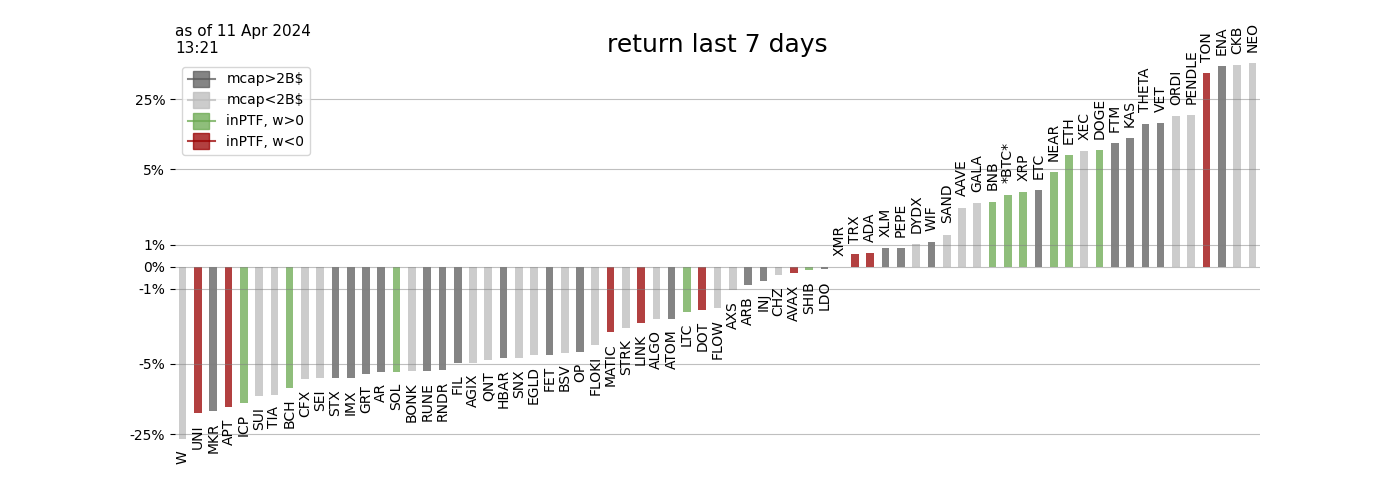 as of 11 Apr 2024
13:21
return last 7 days
mcap>2B$
mcap<2B$
inPTF, w>0
inPTF, w<0
25%
5%
1%
0%
-1%
-5%
-25%
W
UNI
MKR
APT
ICP
SUI
TIA
BCH
CFX
SEI
STX
IMX
GRT
AR
SOL
BONK
RUNE
RNDR
FIL
AGIX
QNT
HBAR
SNX
EGLD
FET
BSV
OP
FLOKI
MATIC
STRK
LINK
ALGO
ATOM
LTC
DOT
FLOW
AXS
ARB
INJ
CHZ
AVAX
SHIB
LDO
XMR
TRX
ADA
XLM
PEPE
DYDX
WIF
SAND
AAVE
GALA
BNB
*BTC*
XRP
ETC
NEAR
ETH
XEC
DOGE
FTM
KAS
THETA
VET
ORDI
PENDLE
TON
ENA
CKB
NEO